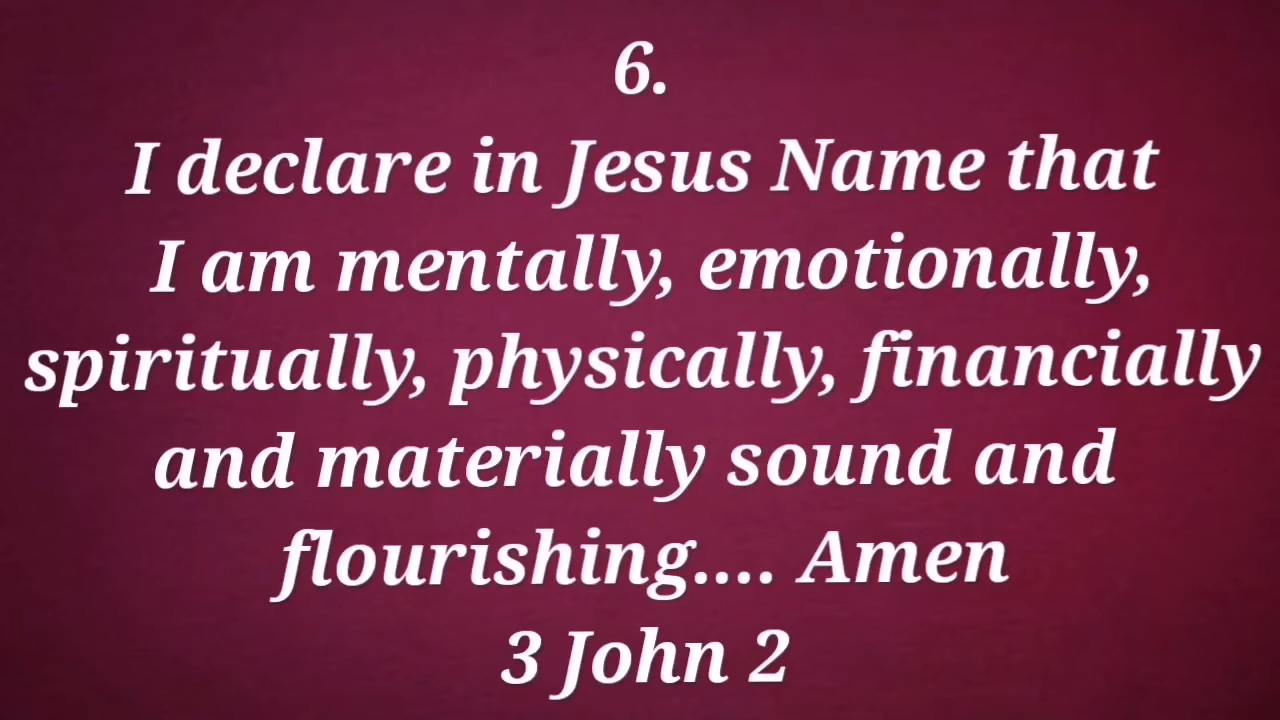 6.
I declare in Jesus Name that
I am mentally, emotionally,
spiritually, physically, financially
and materially sound and
flourishing.... Amen
3 John 2